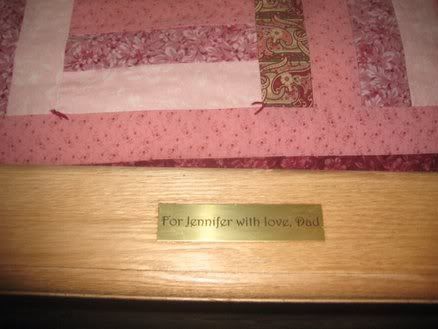 For Jennifer with love, Dad